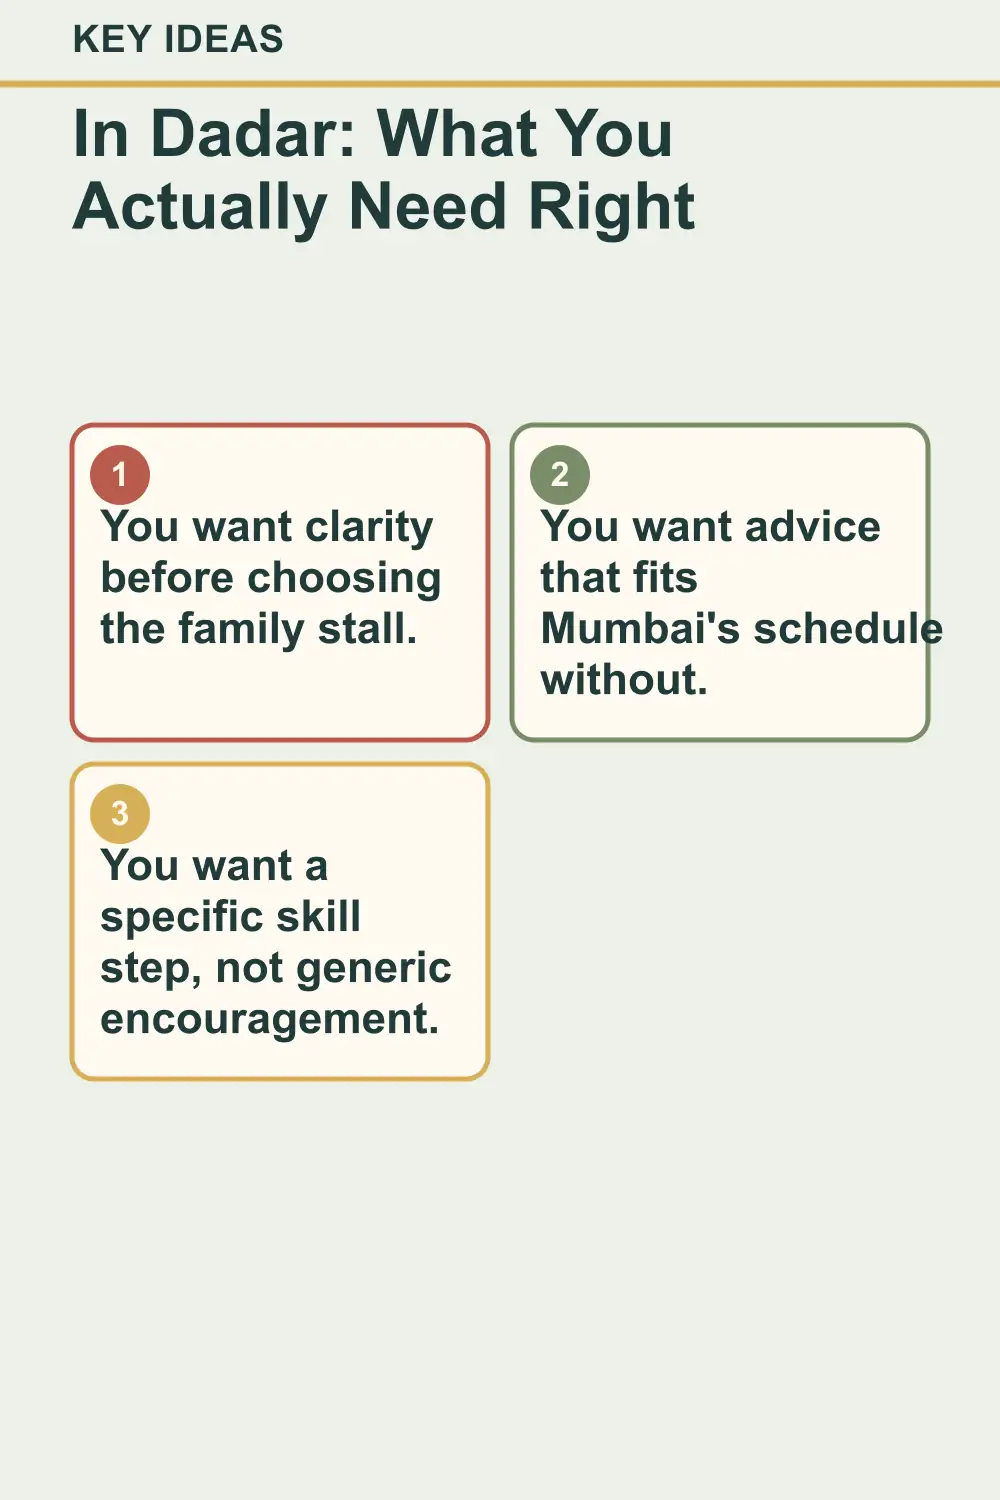 KEY IDEAS
In Dadar: What You
Actually Need Right
1
You want clarity
before choosing
the family stall.
2
You want advice
that fits
Mumbai's schedule
without.
3
You want a
specific skill
step, not generic
encouragement.